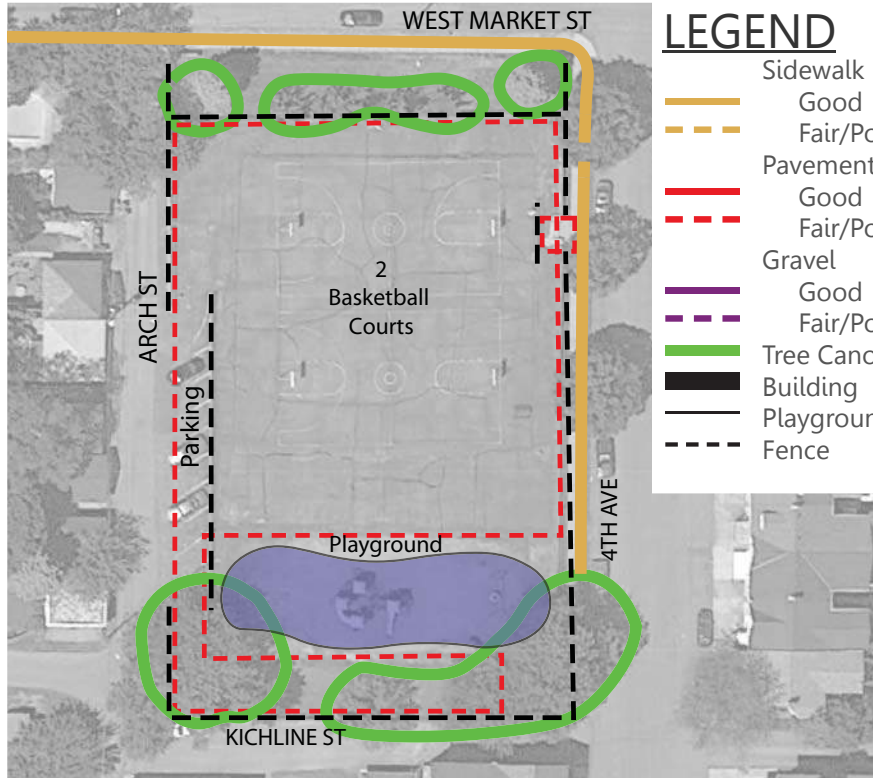 WEST MARKET ST
ARCH ST
2
Basketball
Courts
Parking
Playground
4TH AVE
KICHLINE ST
LEGEND
Sidewalk
Good
Fair/Po
Pavement
Good
Fair/Po
Gravel
Good
Fair/Po
Tree Cano
Building
Playgroun
Fence